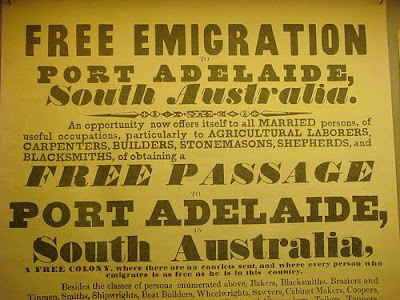 FREE EMIGRATION
TO
PORT ADELAIDE,
South Australia.
An opportunity now offers itself to all MARRIED persons, of
useful occupations, particularly to AGRICULTURAL LABORERS,
CARPENTERS, BUILDERS, STONEMASONS, SHEPHERDS, and
BLACKSMITHS, of obtaining a
FREE PASSAGE
TO
PORT ADELAIDE,
IN
South Australia,
A FREE COLONY, where there are no convicts sent, and where every person who
emigrates is as free as he is in this country.
Besides the classes of persons enumerated above, Bakers, Blacksmiths, Braziers and
Tinmen, Smiths, Shipwrights, Boat Builders, Wheelwrights, Sawyers, Cabinet Makers, Coopers,
Tanners,